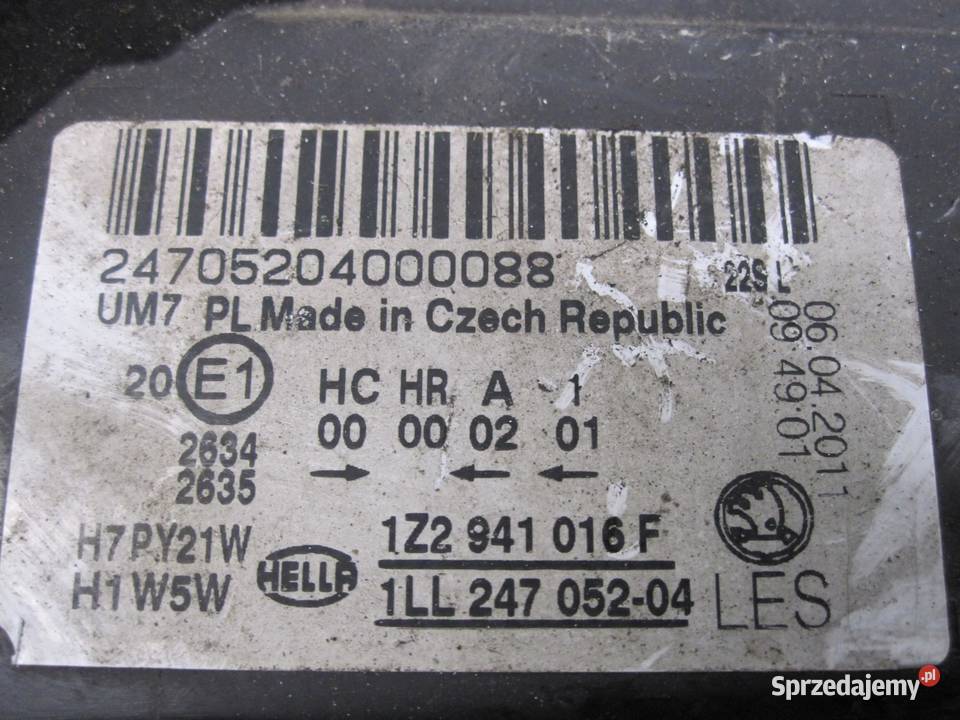 24705204000088
22S L
UM7 PL Made in Czech Republic
06.04.2011
09:49:01
20 E1 HC HR A 1
00 00 02 01
2634
2635
H7 PY21W
H1 W5W
HELLA
1Z2 941 016 F
1LL 247 052-04
LES
Sprzedajemy.pl